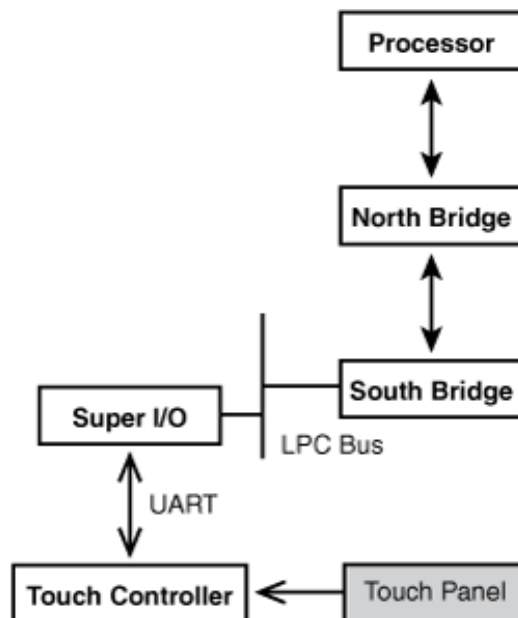 Processor
North Bridge
South Bridge
Super I/O
LPC Bus
UART
Touch Controller
Touch Panel